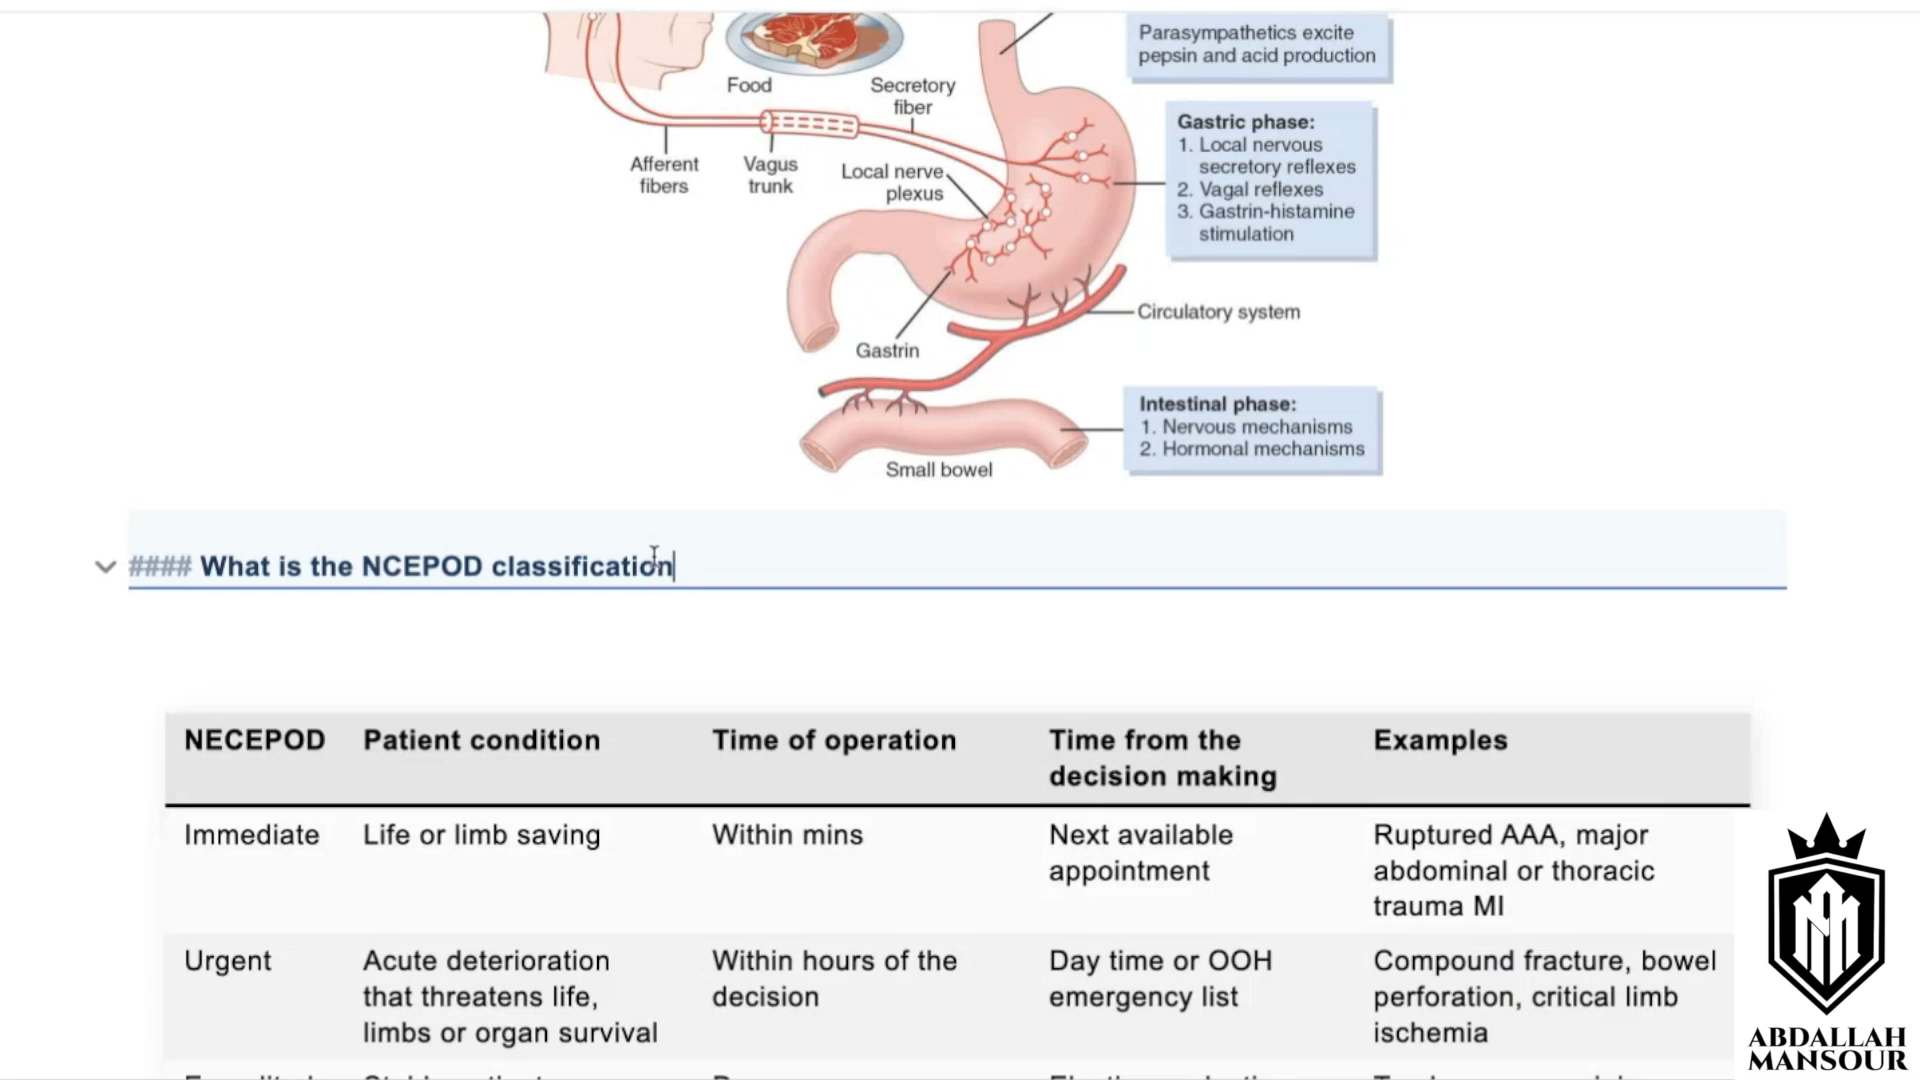 Parasympathetics excite
pepsin and acid production
Food
Secretory
fiber
Gastric phase:
1. Local nervous
secretory reflexes
2. Vagal reflexes
3. Gastrin-histamine
stimulation
Afferent
fibers
Vagus
trunk
Local nerve
plexus
Circulatory system
Gastrin
Intestinal phase:
1. Nervous mechanisms
2. Hormonal mechanisms
Small bowel
#### What is the NCEPOD classification
NECEPOD Patient condition Time of operation Time from the decision making Examples
Immediate Life or limb saving Within mins Next available appointment Ruptured AAA, major abdominal or thoracic trauma MI
Urgent Acute deterioration that threatens life, limbs or organ survival Within hours of the decision Day time or OOH emergency list Compound fracture, bowel perforation, critical limb ischemia
ABDALLAH
MANSOUR